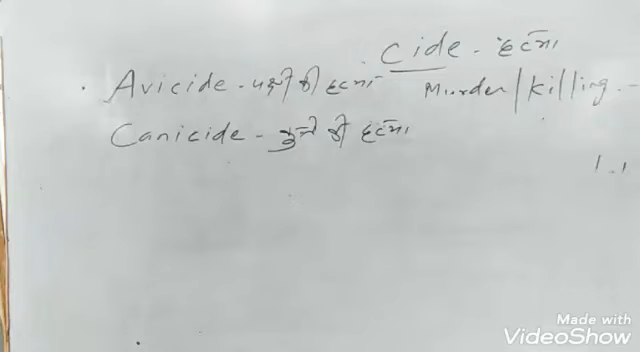 Cide - हत्या
Murder/killing -
. Avicide - पक्षी की हत्या
Canicide - कुत्ते की हत्या
Made with
VideoShow